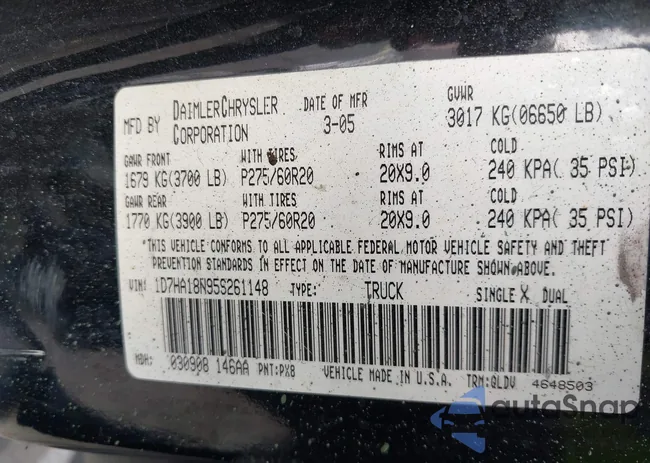 MFD BY DAIMLERCHRYSLER CORPORATION DATE OF MFR 3-05 GVWR 3017 KG(06650 LB)
GAWR FRONT WITH TIRES RIMS AT COLD
1679 KG(3700 LB) P275/60R20 20X9.0 240 KPA( 35 PSI)
GAWR REAR WITH TIRES RIMS AT COLD
1770 KG(3900 LB) P275/60R20 20X9.0 240 KPA( 35 PSI)
*THIS VEHICLE CONFORMS TO ALL APPLICABLE FEDERAL MOTOR VEHICLE SAFETY AND THEFT
PREVENTION STANDARDS IN EFFECT ON THE DATE OF MANUFACTURE SHOWN ABOVE.
VIN: 1D7HA18N95S261148 TYPE: TRUCK SINGLE X DUAL
MDH: 030908 146AA PNT:PX8 VEHICLE MADE IN U.S.A. TRM:QLDV 4648503
autoSnap